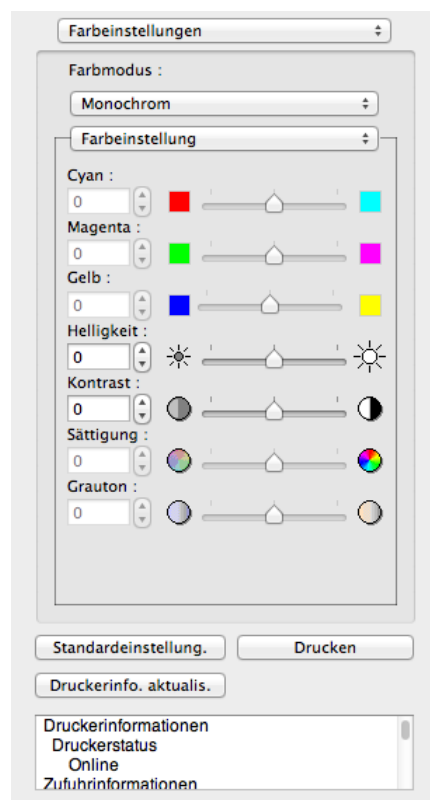 Farbeinstellungen
Farbmodus :
Monochrom
Farbeinstellung
Cyan :
0
Magenta :
0
Gelb :
0
Helligkeit :
0
Kontrast :
0
Sättigung :
0
Grauton :
0
Standardeinstellung. Drucken
Druckerinfo. aktualis.
Druckerinformationen
Druckerstatus
Online
Zufuhrinformationen